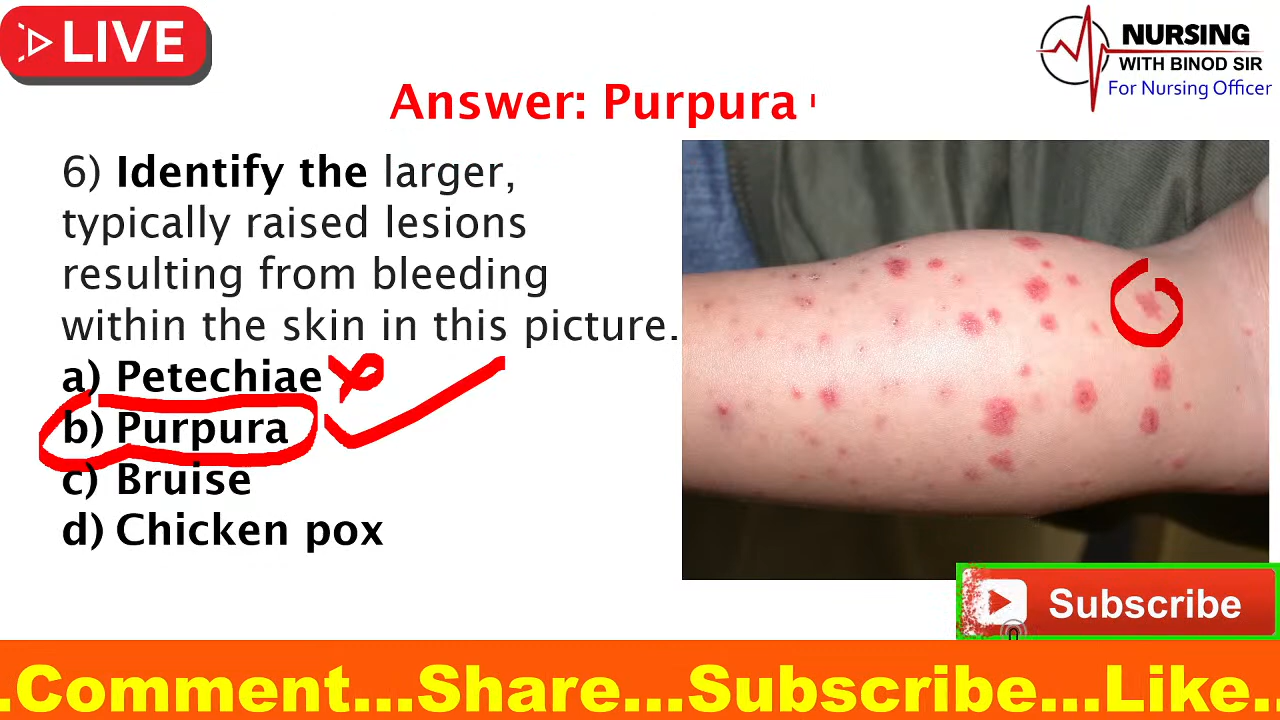 LIVE
NURSING
WITH BINOD SIR
For Nursing Officer
Answer: Purpura
6) Identify the larger,
typically raised lesions
resulting from bleeding
within the skin in this picture.
a) Petechiae
b) Purpura
c) Bruise
d) Chicken pox
Subscribe
..Comment...Share...Subscribe...Like..